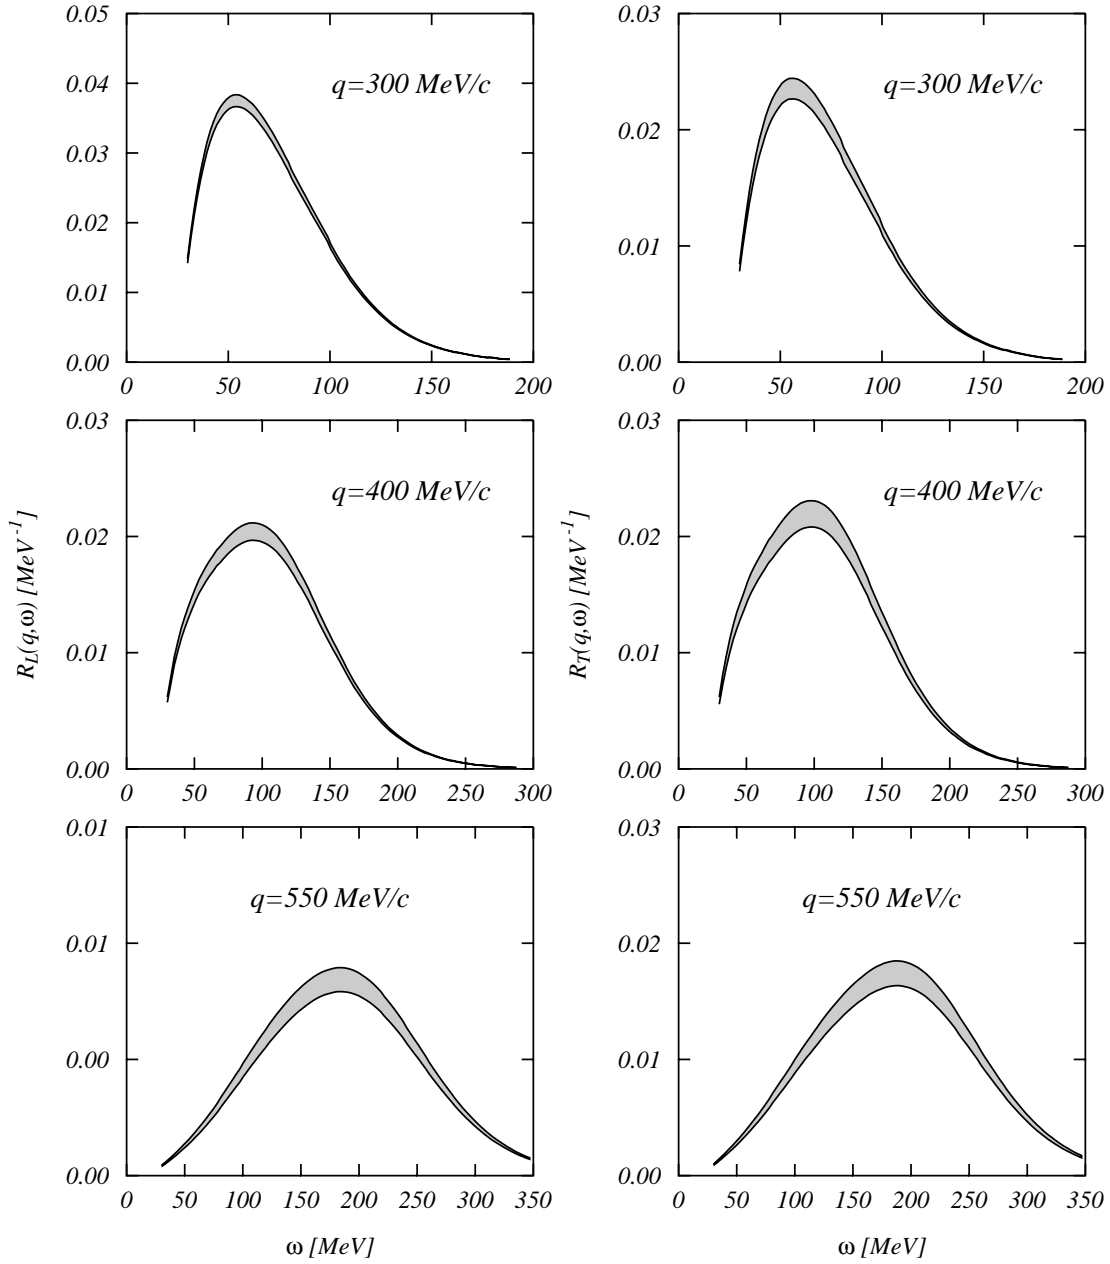 0.05
0.04
0.03
0.02
0.01
0.00
q=300 MeV/c
0 50 100 150 200
0.03
0.02
0.01
0.00
q=300 MeV/c
0 50 100 150 200
R_L(q,ω) [MeV^-1]
0.03
0.02
0.01
0.00
q=400 MeV/c
0 50 100 150 200 250 300
R_T(q,ω) [MeV^-1]
0.03
0.02
0.01
0.00
q=400 MeV/c
0 50 100 150 200 250 300
0.01
0.01
0.00
0.00
q=550 MeV/c
0 50 100 150 200 250 300 350
ω [MeV]
0.03
0.02
0.01
0.00
q=550 MeV/c
0 50 100 150 200 250 300 350
ω [MeV]